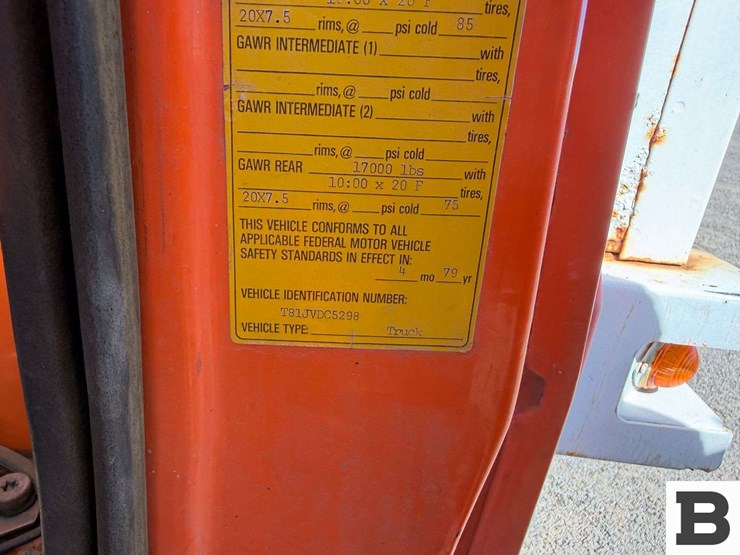 10:00 x 20 F tires,
20X7.5 rims, @ psi cold 85
GAWR INTERMEDIATE (1) with
tires,
rims, @ psi cold
GAWR INTERMEDIATE (2) with
tires,
rims, @ psi cold
GAWR REAR 17000 lbs with
10:00 x 20 F tires,
20X7.5 rims, @ psi cold 75
THIS VEHICLE CONFORMS TO ALL
APPLICABLE FEDERAL MOTOR VEHICLE
SAFETY STANDARDS IN EFFECT IN:
4 mo 79 yr
VEHICLE IDENTIFICATION NUMBER:
T81JVDC5298
VEHICLE TYPE: Truck
B